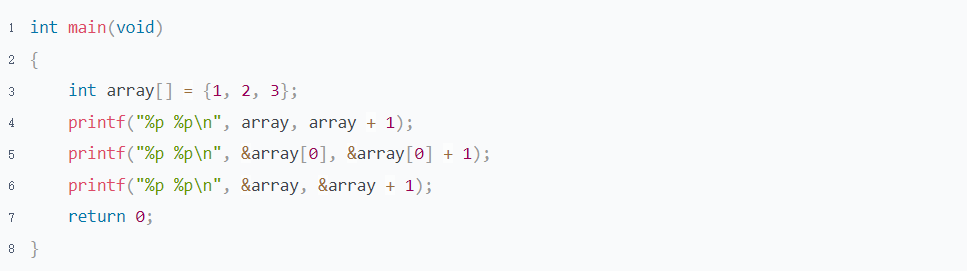 1 int main(void)
2 {
3     int array[] = {1, 2, 3};
4     printf("%p %p\n", array, array + 1);
5     printf("%p %p\n", &array[0], &array[0] + 1);
6     printf("%p %p\n", &array, &array + 1);
7     return 0;
8 }